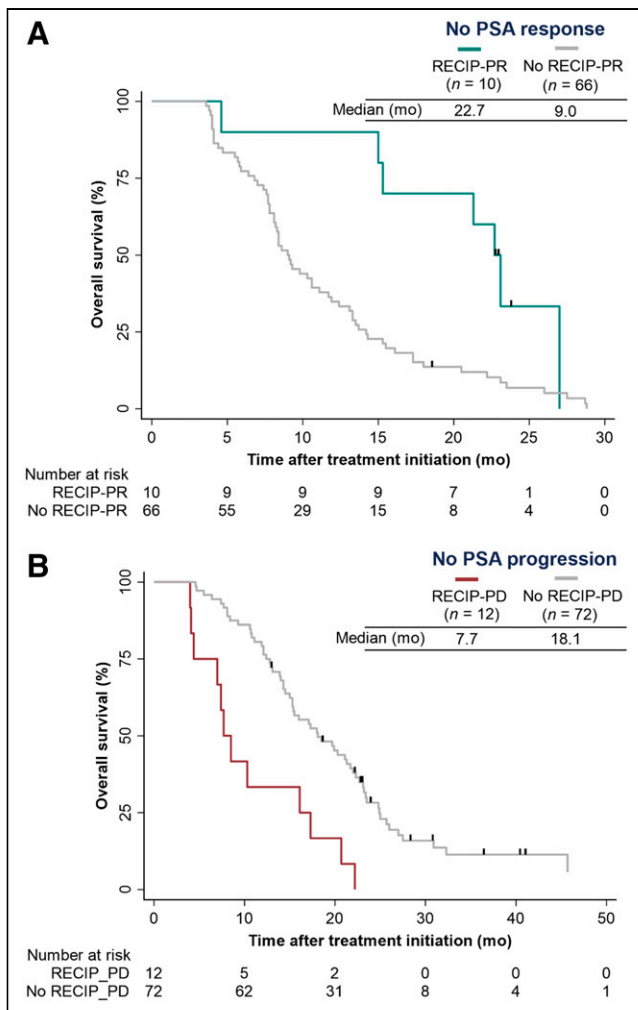 A
No PSA response
RECIP-PR No RECIP-PR
(n = 10) (n = 66)
Median (mo) 22.7 9.0
100
75
50
25
0
Overall survival (%)
0 5 10 15 20 25 30
Time after treatment initiation (mo)
Number at risk
RECIP-PR 10 9 9 9 7 1 0
No RECIP-PR 66 55 29 15 8 4 0
B
No PSA progression
RECIP-PD No RECIP-PD
(n = 12) (n = 72)
Median (mo) 7.7 18.1
100
75
50
25
0
Overall survival (%)
0 10 20 30 40 50
Time after treatment initiation (mo)
Number at risk
RECIP_PD 12 5 2 0 0 0
No RECIP_PD 72 62 31 8 4 1